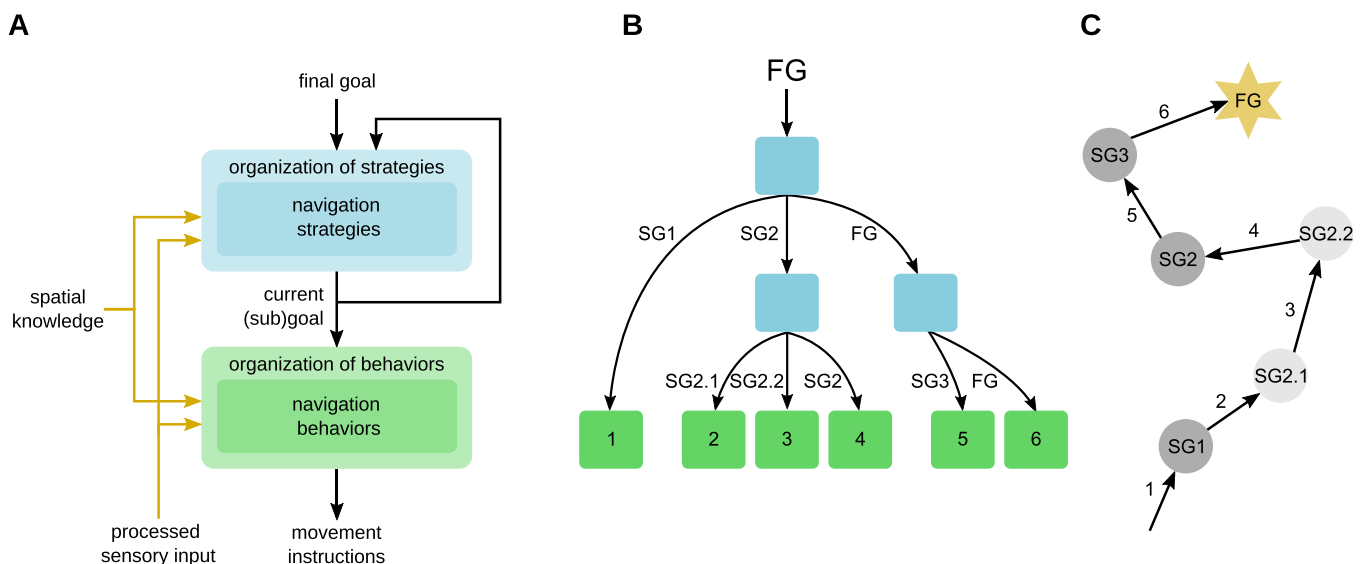 A
final goal
organization of strategies
navigation
strategies
spatial
knowledge
current
(sub)goal
organization of behaviors
navigation
behaviors
processed
sensory input
movement
instructions
B
FG
SG1
SG2
FG
SG2.1
SG2.2
SG2
SG3
FG
1
2
3
4
5
6
C
FG
6
SG3
5
SG2
4
SG2.2
3
SG2.1
2
SG1
1